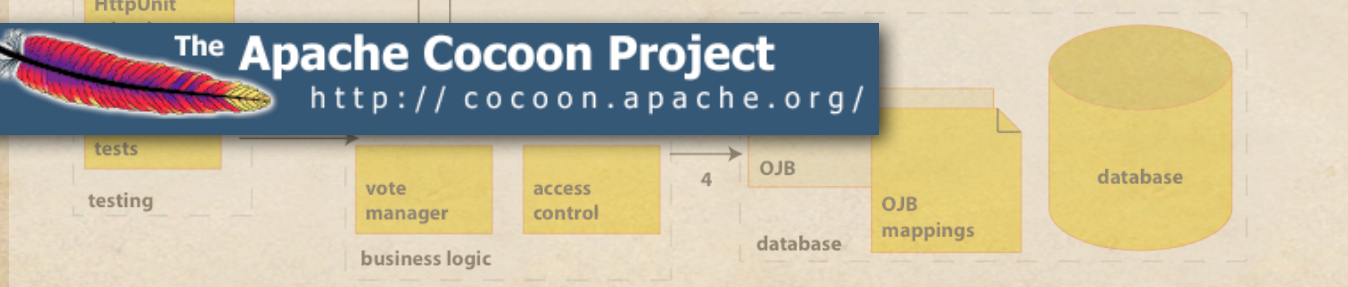 HttpUnit
The Apache Cocoon Project
http://cocoon.apache.org/
tests
testing
vote
manager
access
control
business logic
4
OJB
OJB
mappings
database
database